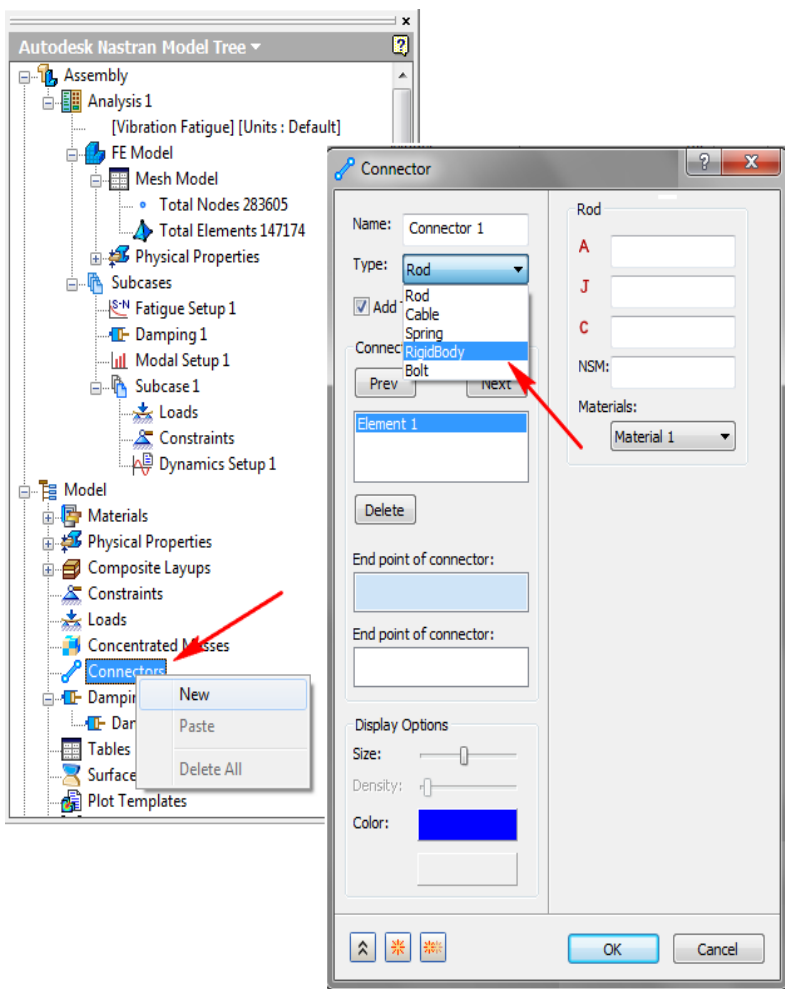 Autodesk Nastran Model Tree
Assembly
Analysis 1
[Vibration Fatigue] [Units : Default]
FE Model
Mesh Model
Total Nodes 283605
Total Elements 147174
Physical Properties
Subcases
S-N Fatigue Setup 1
Damping 1
Modal Setup 1
Subcase 1
Loads
Constraints
Dynamics Setup 1
Model
Materials
Physical Properties
Composite Layups
Constraints
Loads
Concentrated Masses
Connectors
Tables
Plot Templates
New
Paste
Delete All
Connector
Name: Connector 1
Type: Rod
Rod
Cable
Spring
RigidBody
Bolt
Add
Prev
Next
Element 1
Delete
End point of connector:
End point of connector:
Display Options
Size:
Density:
Color:
Rod
A
J
C
NSM:
Materials:
Material 1
OK
Cancel